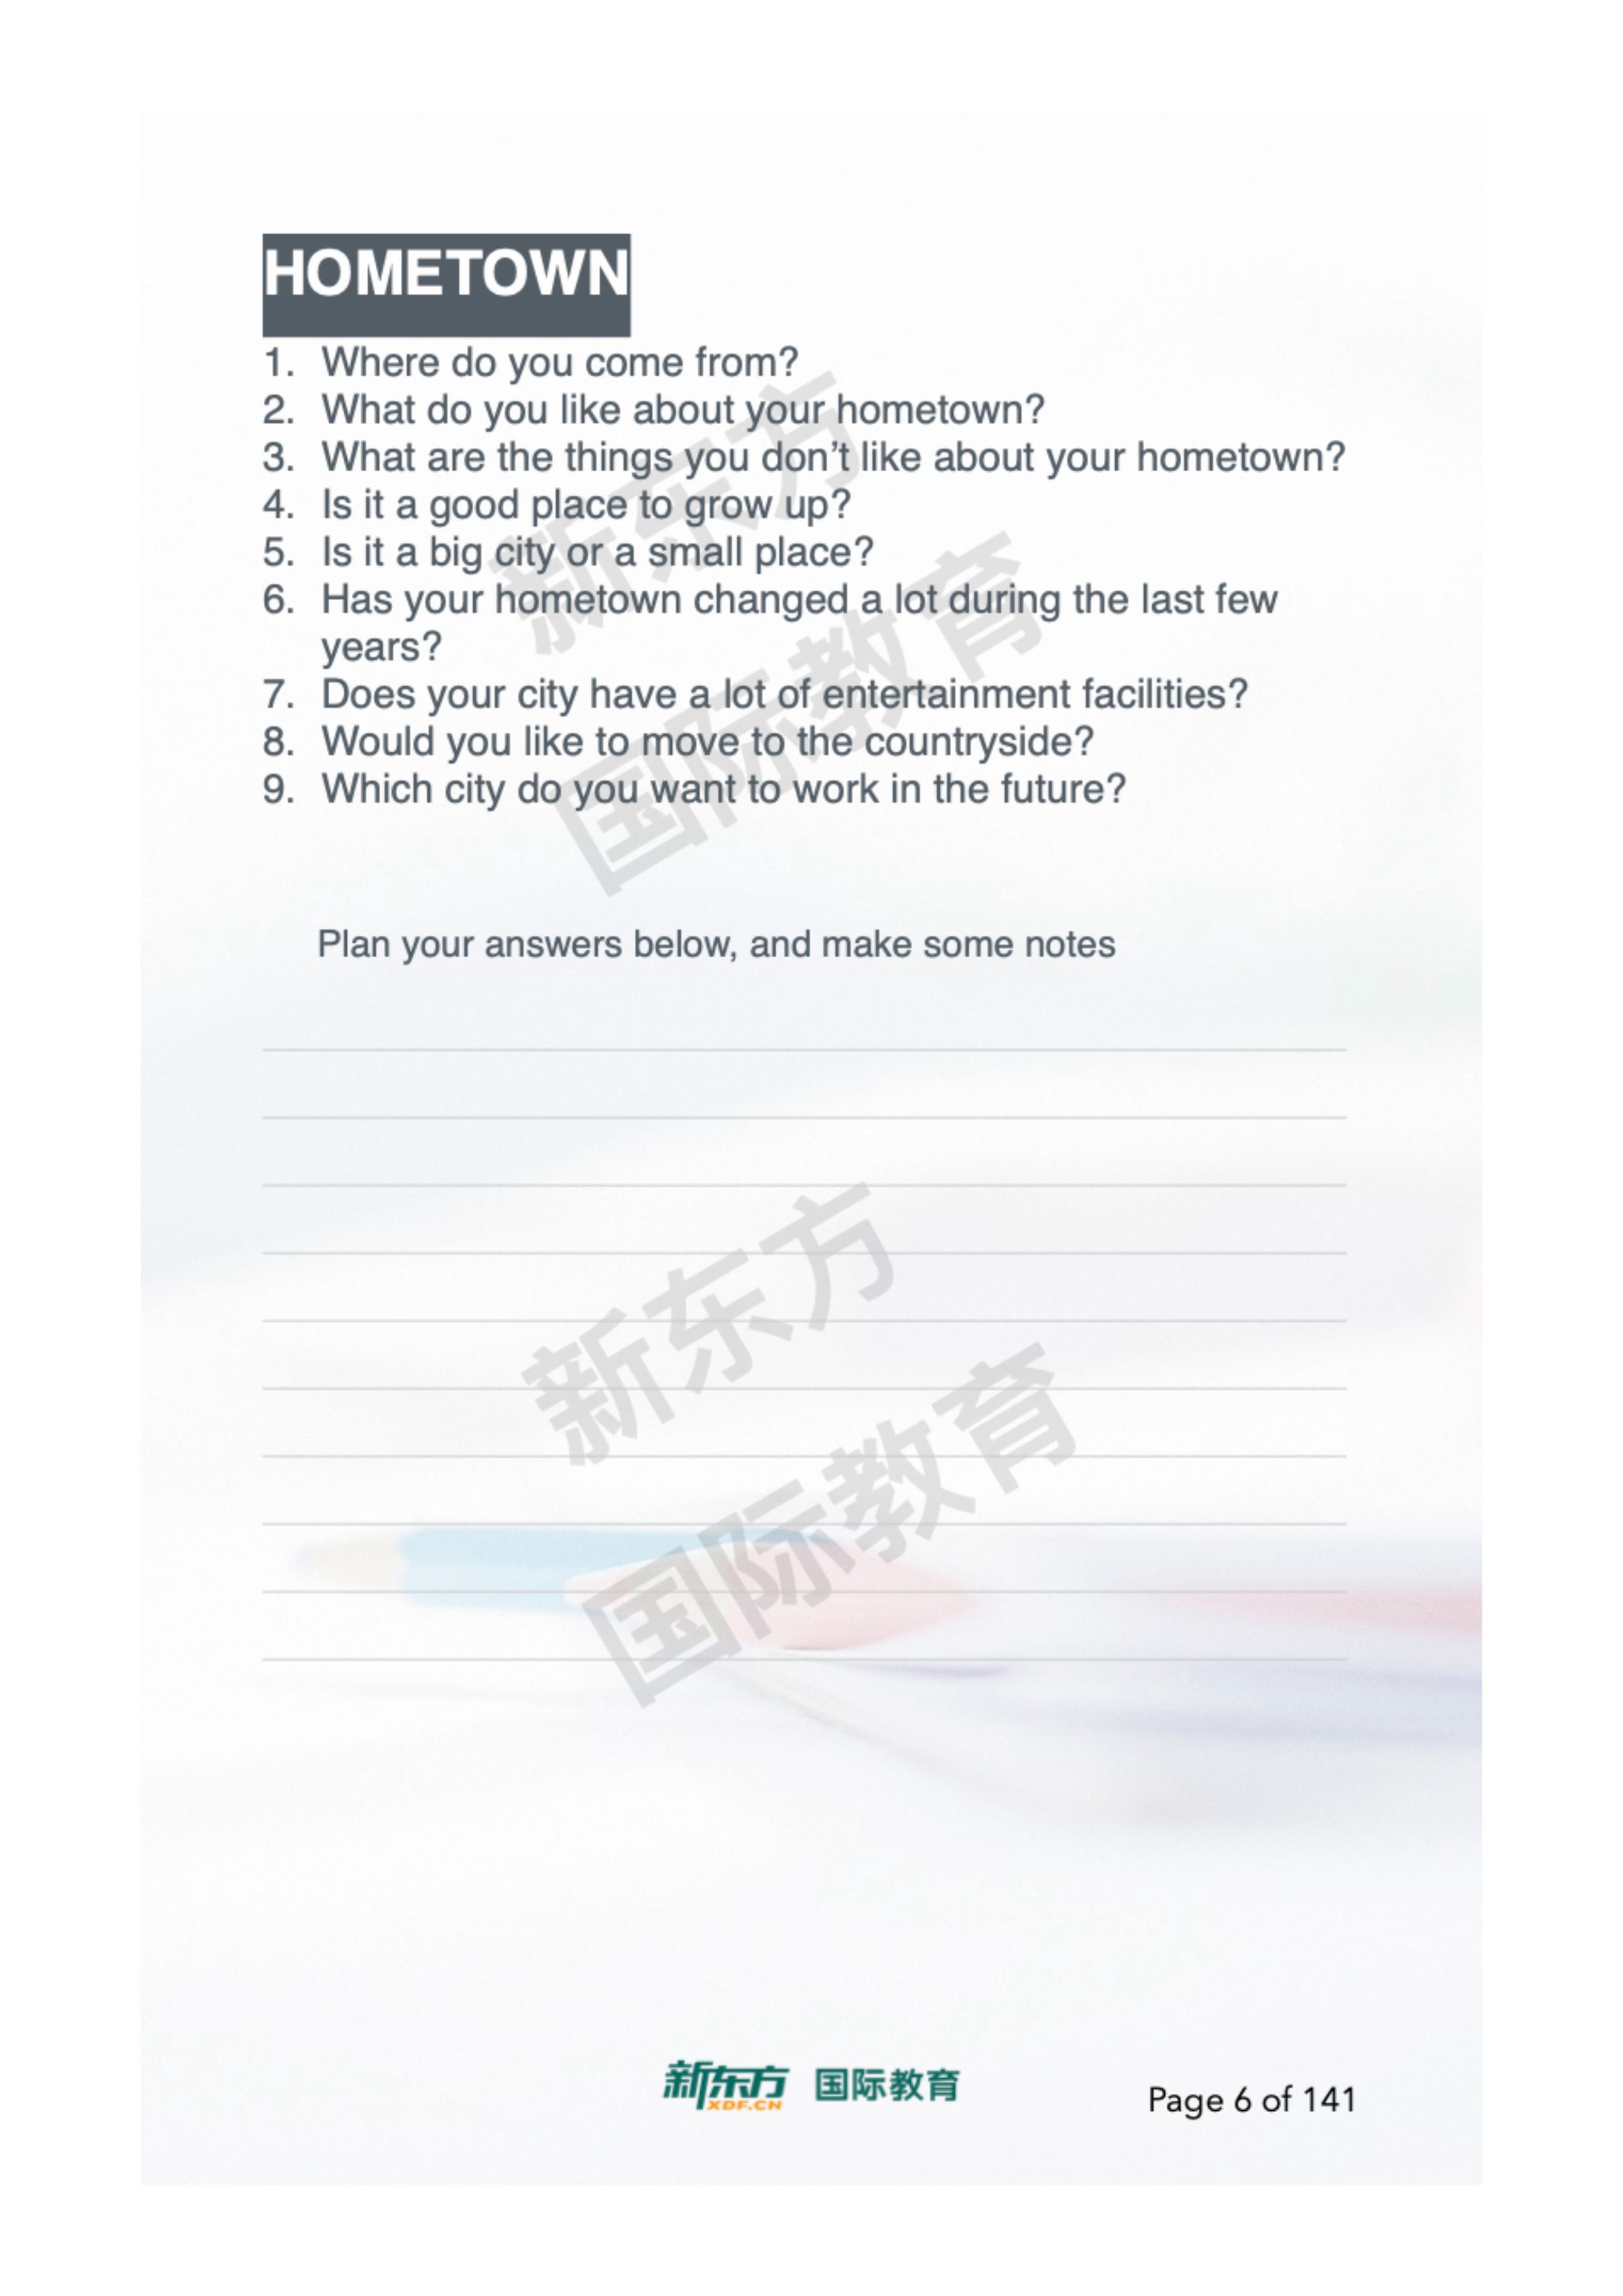 HOMETOWN
1. Where do you come from?
2. What do you like about your hometown?
3. What are the things you don't like about your hometown?
4. Is it a good place to grow up?
5. Is it a big city or a small place?
6. Has your hometown changed a lot during the last few
years?
7. Does your city have a lot of entertainment facilities?
8. Would you like to move to the countryside?
9. Which city do you want to work in the future?
新东方
国际教育
Plan your answers below, and make some notes
新东方
国际教育
新东方 国际教育
XDF.CN
Page 6 of 141